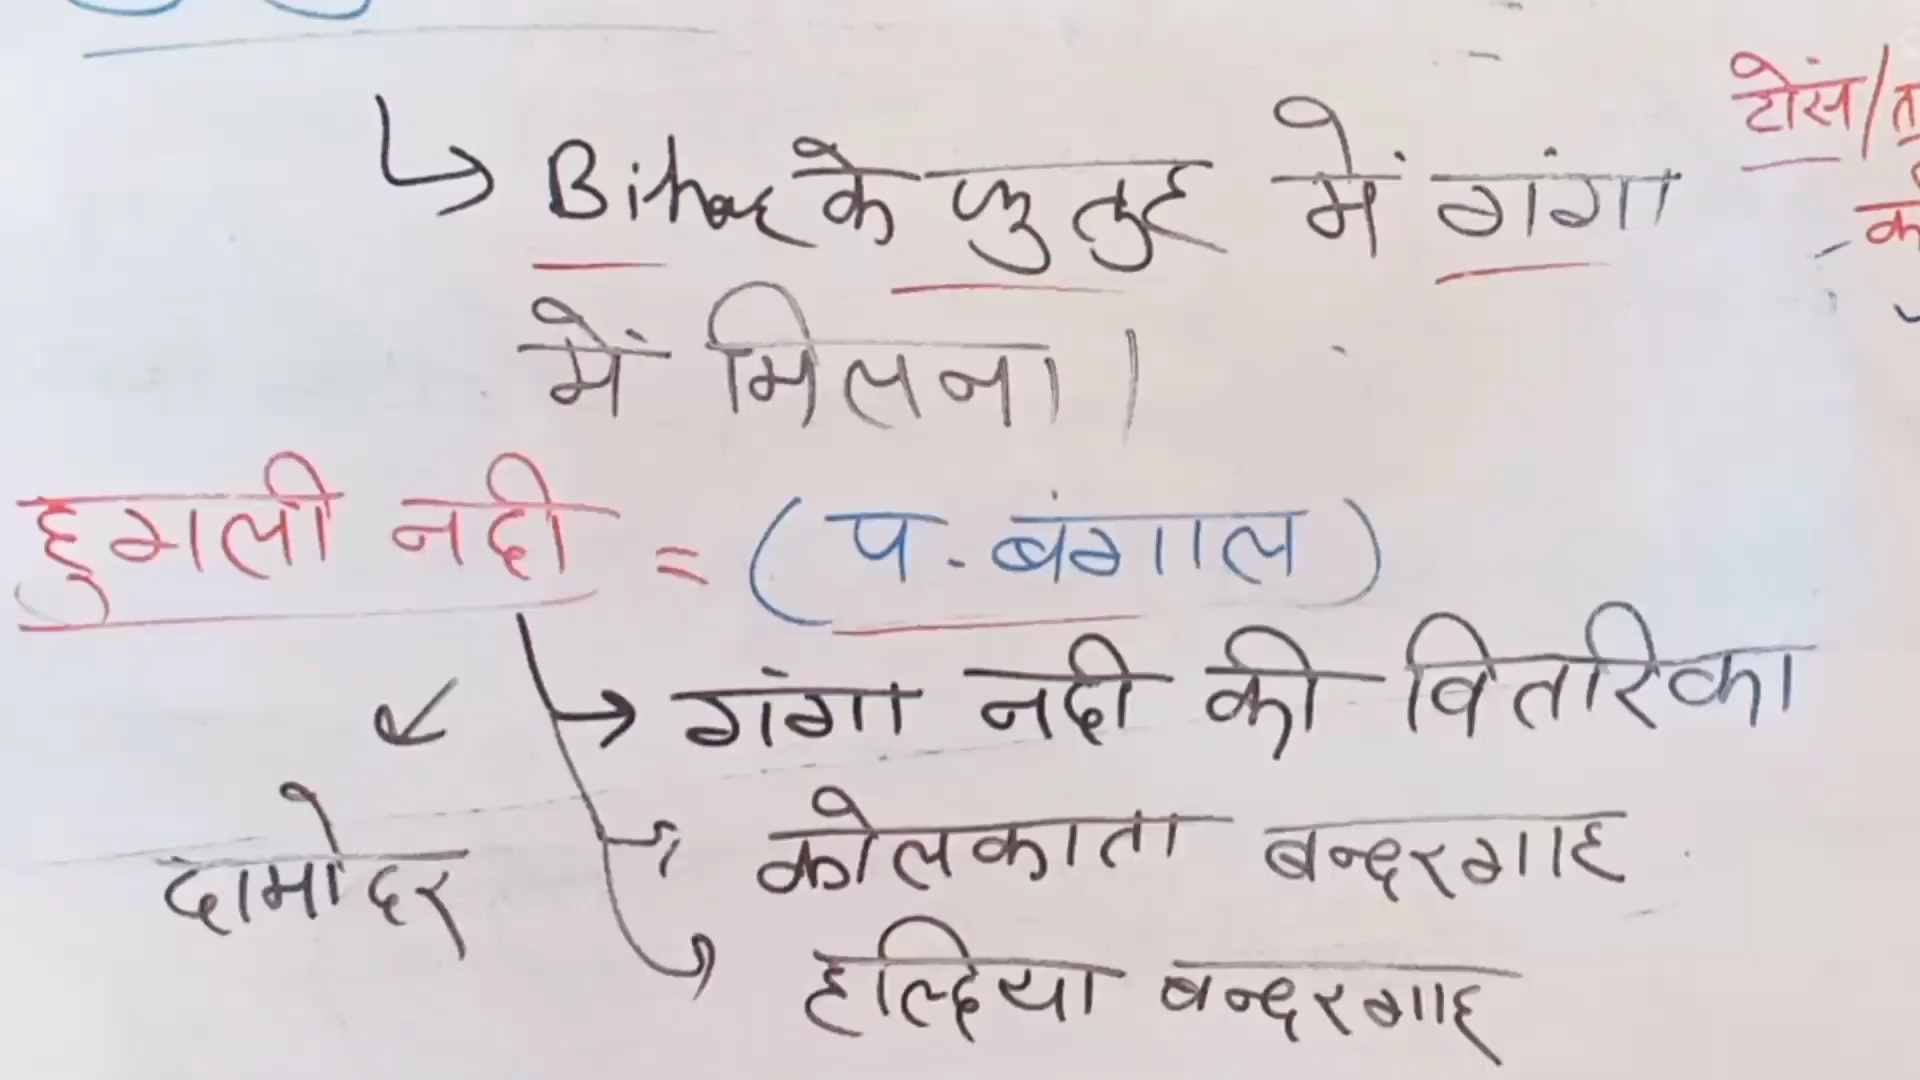 Bihar के फुतुह में गंगा
में मिलना।
टोंस/
हुगली नदी = (प. बंगाल)
→ गंगा नदी की वितरिका
कोलकाता बन्दरगाह
दामोदर
हल्दिया बन्दरगाह